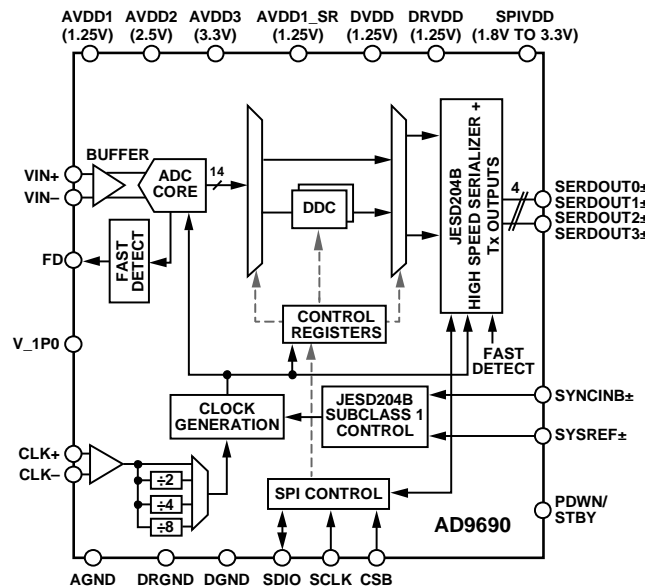 AVDD1
(1.25V)
AVDD2
(2.5V)
AVDD3
(3.3V)
AVDD1_SR
(1.25V)
DVDD
(1.25V)
DRVDD
(1.25V)
SPIVDD
(1.8V TO 3.3V)
BUFFER
VIN+
VIN–
ADC
CORE
14
DDC
JESD204B
HIGH SPEED SERIALIZER +
Tx OUTPUTS
4
SERDOUT0±
SERDOUT1±
SERDOUT2±
SERDOUT3±
FD
FAST
DETECT
CONTROL
REGISTERS
FAST
DETECT
V_1P0
CLOCK
GENERATION
JESD204B
SUBCLASS 1
CONTROL
SYNCINB±
SYSREF±
CLK+
CLK–
÷2
÷4
÷8
SPI CONTROL
PDWN/
STBY
AD9690
AGND
DRGND
DGND
SDIO
SCLK
CSB